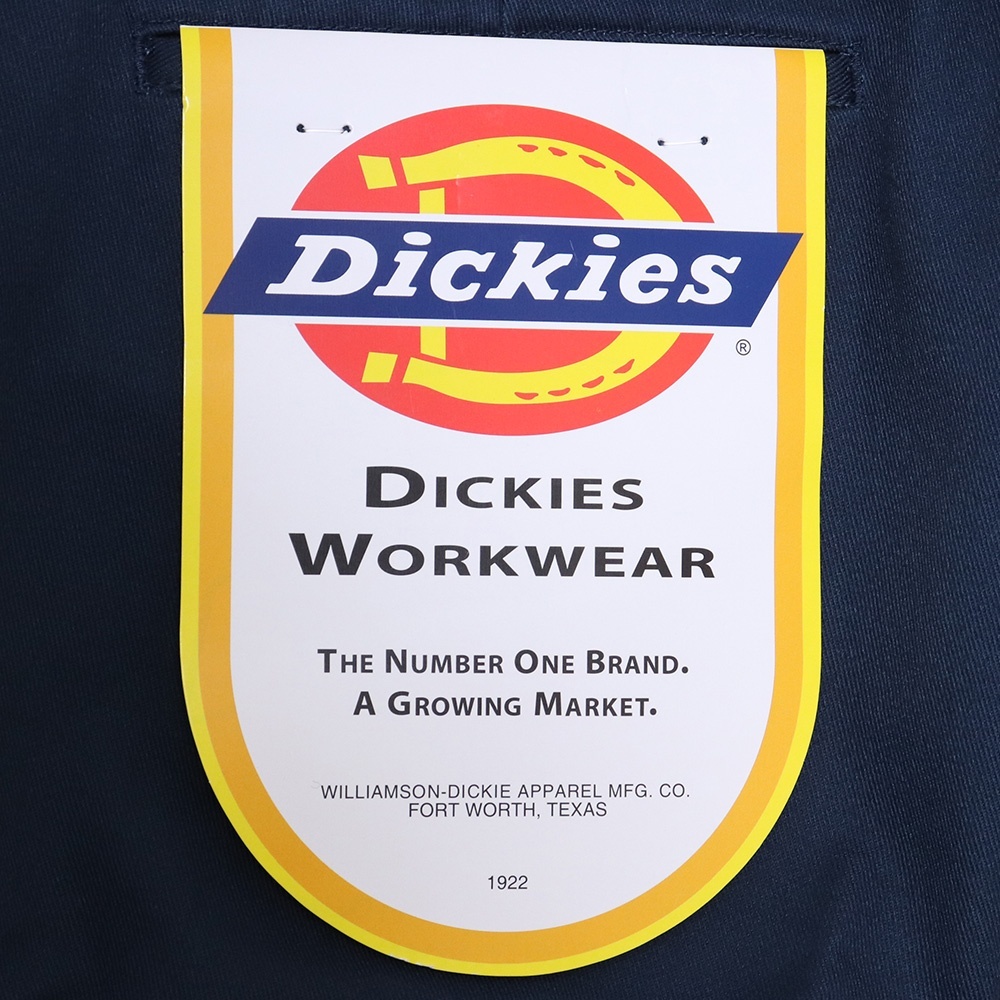 Dickies
®
DICKIES
WORKWEAR
THE NUMBER ONE BRAND.
A GROWING MARKET.
WILLIAMSON-DICKIE APPAREL MFG. CO.
FORT WORTH, TEXAS
1922